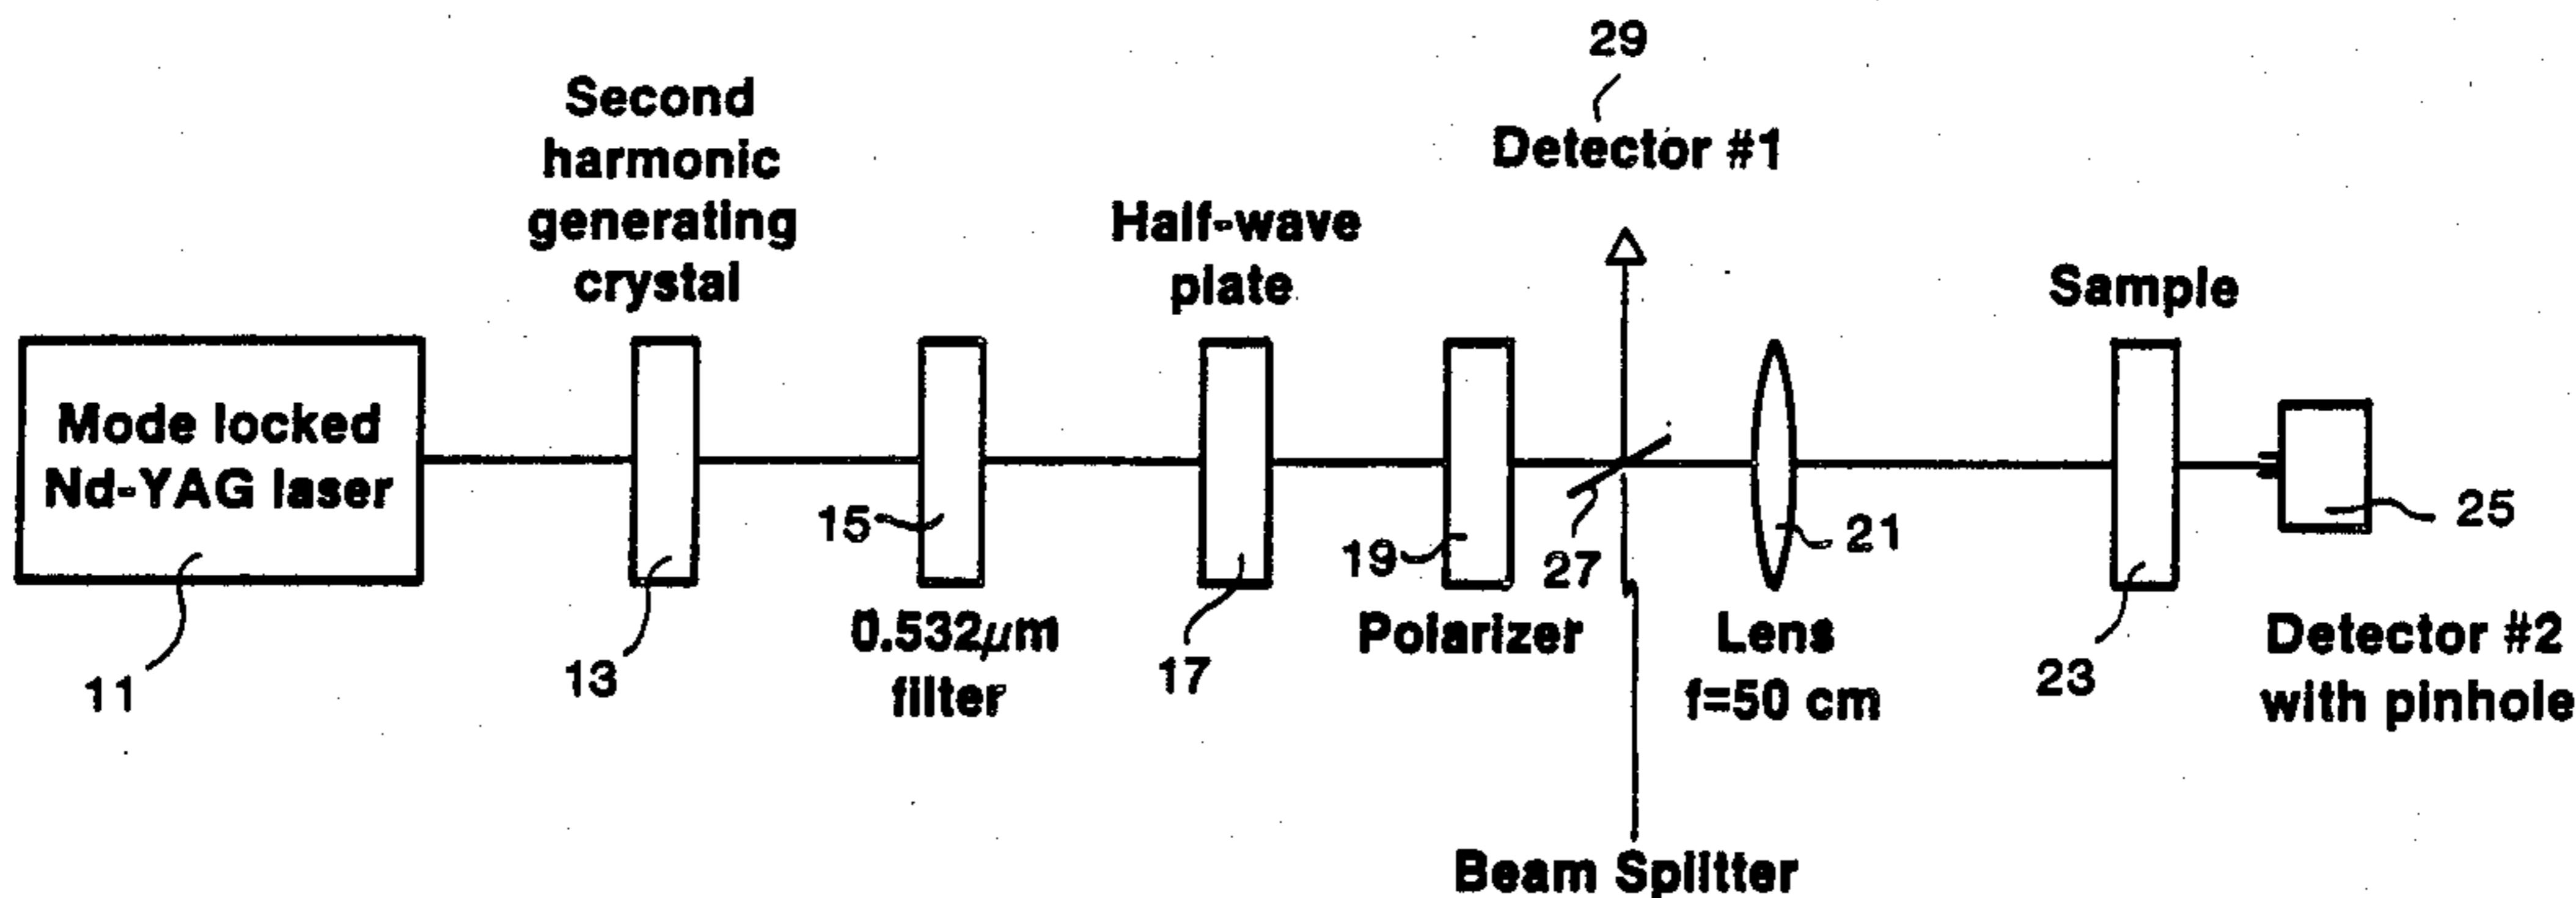 29
Detector #1
Second
harmonic
generating
crystal
Half-wave
plate
Sample
Mode locked
Nd-YAG laser
11
13
15
0.532μm
filter
17
19
Polarizer
27
21
Lens
f=50 cm
23
25
Detector #2
with pinhole
Beam Splitter